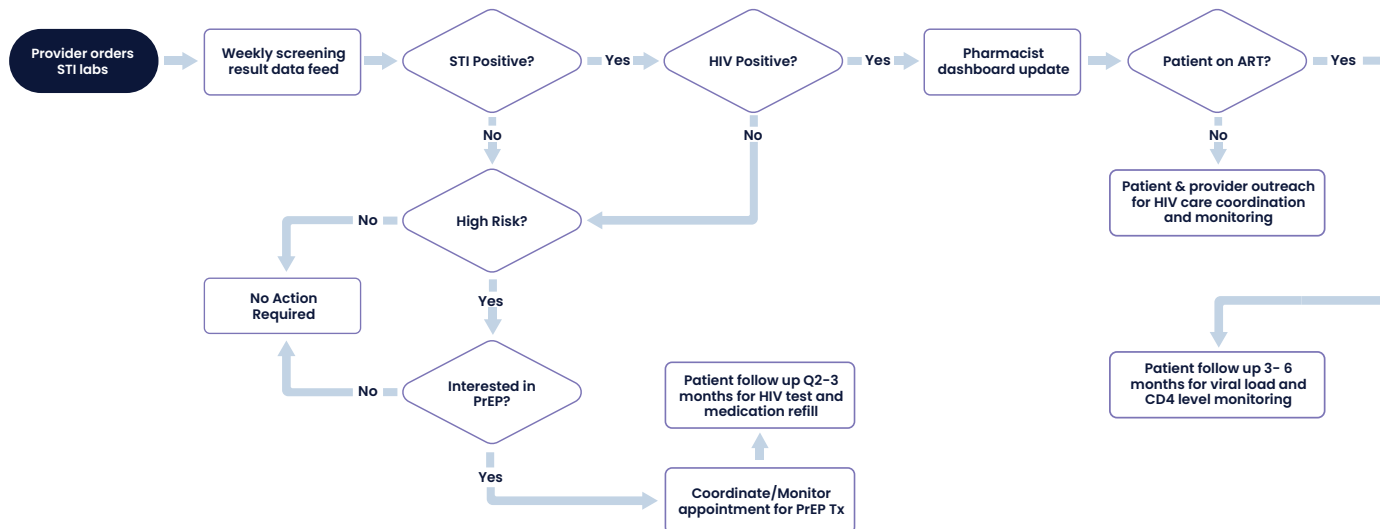 Provider orders
STI labs
Weekly screening
result data feed
STI Positive?
Yes
HIV Positive?
Yes
Pharmacist
dashboard update
Patient on ART?
Yes
No
No
No
Patient & provider outreach
for HIV care coordination
and monitoring
High Risk?
No
No Action
Required
Yes
Interested in
PrEP?
No
Patient follow up Q2-3
months for HIV test and
medication refill
Patient follow up 3- 6
months for viral load and
CD4 level monitoring
Yes
Coordinate/Monitor
appointment for PrEP Tx